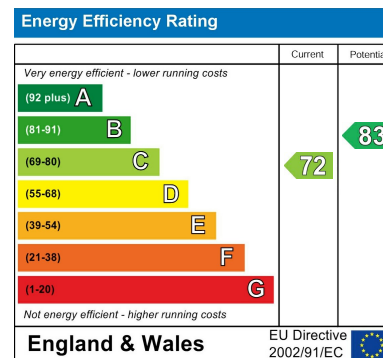 Energy Efficiency Rating
Current Potentia
Very energy efficient - lower running costs
(92 plus) A
(81-91) B
83
(69-80) C
72
(55-68) D
(39-54) E
(21-38) F
(1-20) G
Not energy efficient - higher running costs
England & Wales
EU Directive
2002/91/EC